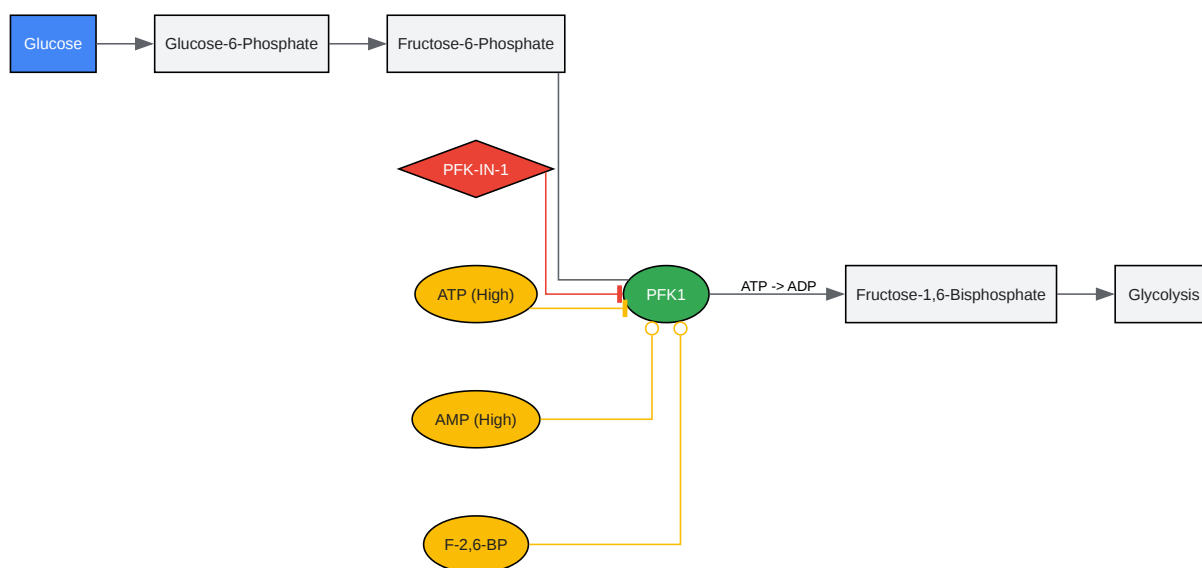 Glucose
Glucose-6-Phosphate
Fructose-6-Phosphate
PFK-IN-1
ATP (High)
PFK1
ATP -> ADP
Fructose-1,6-Bisphosphate
Glycolysis
AMP (High)
F-2,6-BP